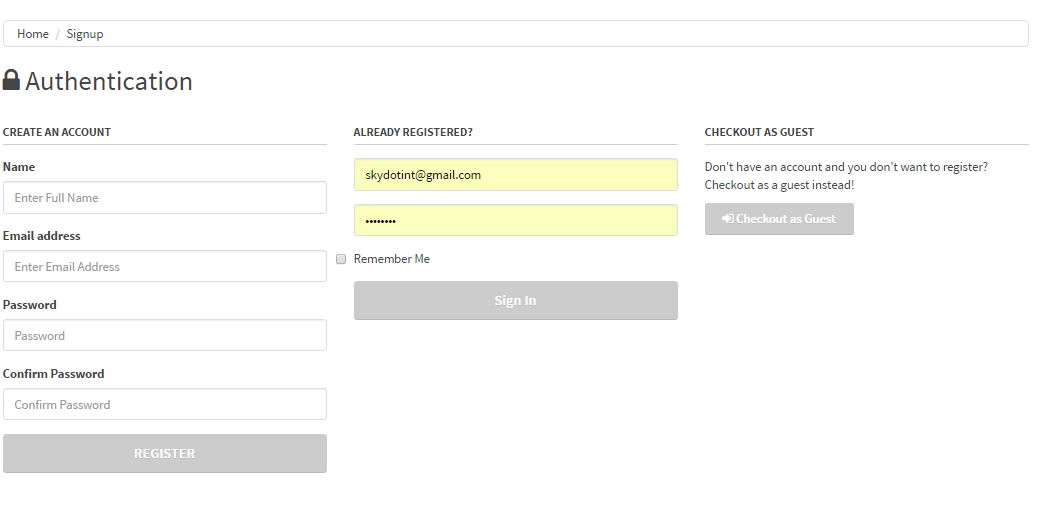 Home / Signup
Authentication
CREATE AN ACCOUNT
Name
Enter Full Name
Email address
Enter Email Address
Password
Password
Confirm Password
Confirm Password
REGISTER
ALREADY REGISTERED?
skydotint@gmail.com
••••••••
Remember Me
Sign In
CHECKOUT AS GUEST
Don't have an account and you don't want to register?
Checkout as a guest instead!
Checkout as Guest